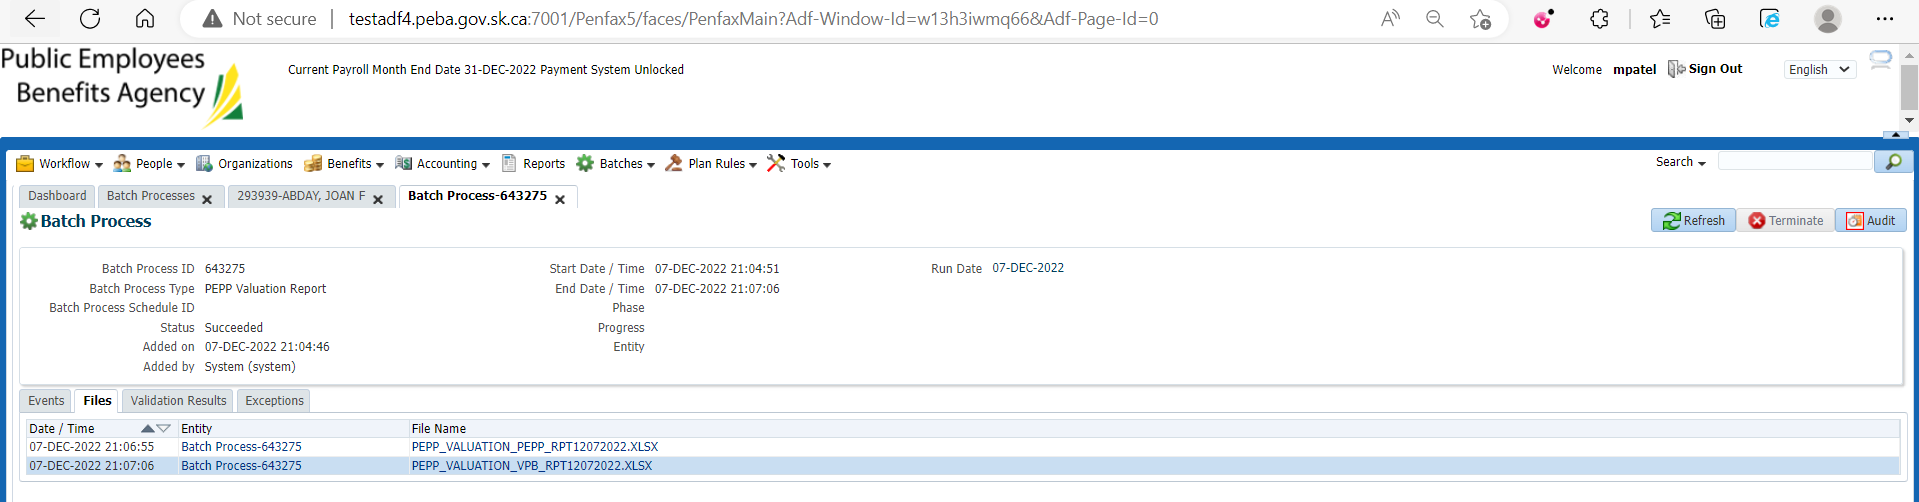 Not secure testadf4.peba.gov.sk.ca:7001/Penfax5/faces/PenfaxMain?Adf-Window-Id=w13h3iwmq66&Adf-Page-Id=0
Public Employees
Benefits Agency
Current Payroll Month End Date 31-DEC-2022 Payment System Unlocked
Welcome mpatel Sign Out English
Workflow People Organizations Benefits Accounting Reports Batches Plan Rules Tools Search
Dashboard Batch Processes 293939-ABDAY, JOAN F Batch Process-643275
Batch Process Refresh Terminate Audit
Batch Process ID 643275 Start Date / Time 07-DEC-2022 21:04:51 Run Date 07-DEC-2022
Batch Process Type PEPP Valuation Report End Date / Time 07-DEC-2022 21:07:06
Batch Process Schedule ID Phase
Status Succeeded Progress
Added on 07-DEC-2022 21:04:46 Entity
Added by System (system)
Events Files Validation Results Exceptions
Date / Time Entity File Name
07-DEC-2022 21:06:55 Batch Process-643275 PEPP_VALUATION_PEPP_RPT12072022.XLSX
07-DEC-2022 21:07:06 Batch Process-643275 PEPP_VALUATION_VPB_RPT12072022.XLSX